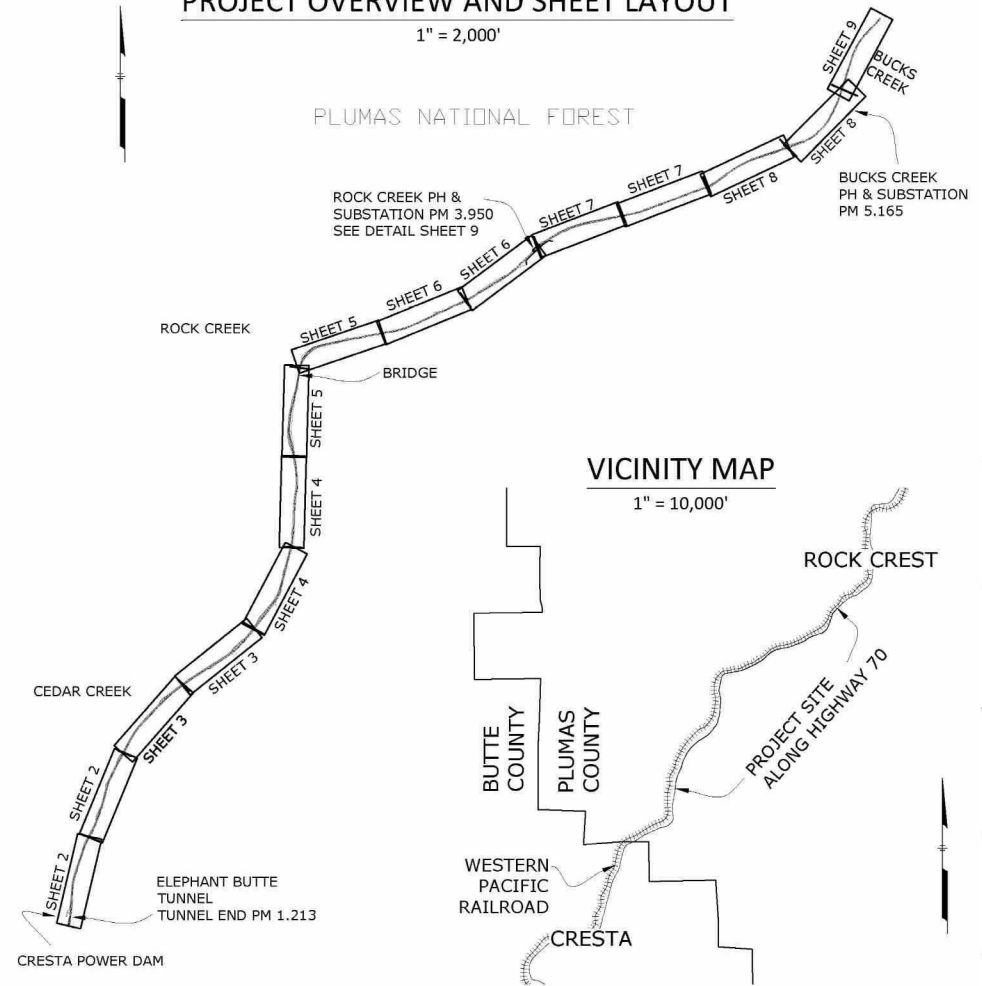 PROJECT OVERVIEW AND SHEET LAYOUT
1" = 2,000'
PLUMAS NATIONAL FOREST
SHEET 9
BUCKS
CREEK
SHEET 8
BUCKS CREEK
PH & SUBSTATION
PM 5.165
SHEET 8
SHEET 7
SHEET 7
ROCK CREEK PH &
SUBSTATION PM 3.950
SEE DETAIL SHEET 9
SHEET 6
SHEET 6
SHEET 5
ROCK CREEK
BRIDGE
SHEET 5
SHEET 4
SHEET 4
SHEET 3
CEDAR CREEK
SHEET 3
SHEET 2
SHEET 2
ELEPHANT BUTTE
TUNNEL
TUNNEL END PM 1.213
CRESTA POWER DAM
VICINITY MAP
1" = 10,000'
ROCK CREST
BUTTE
COUNTY
PLUMAS
COUNTY
PROJECT SITE
ALONG HIGHWAY 70
WESTERN
PACIFIC
RAILROAD
CRESTA